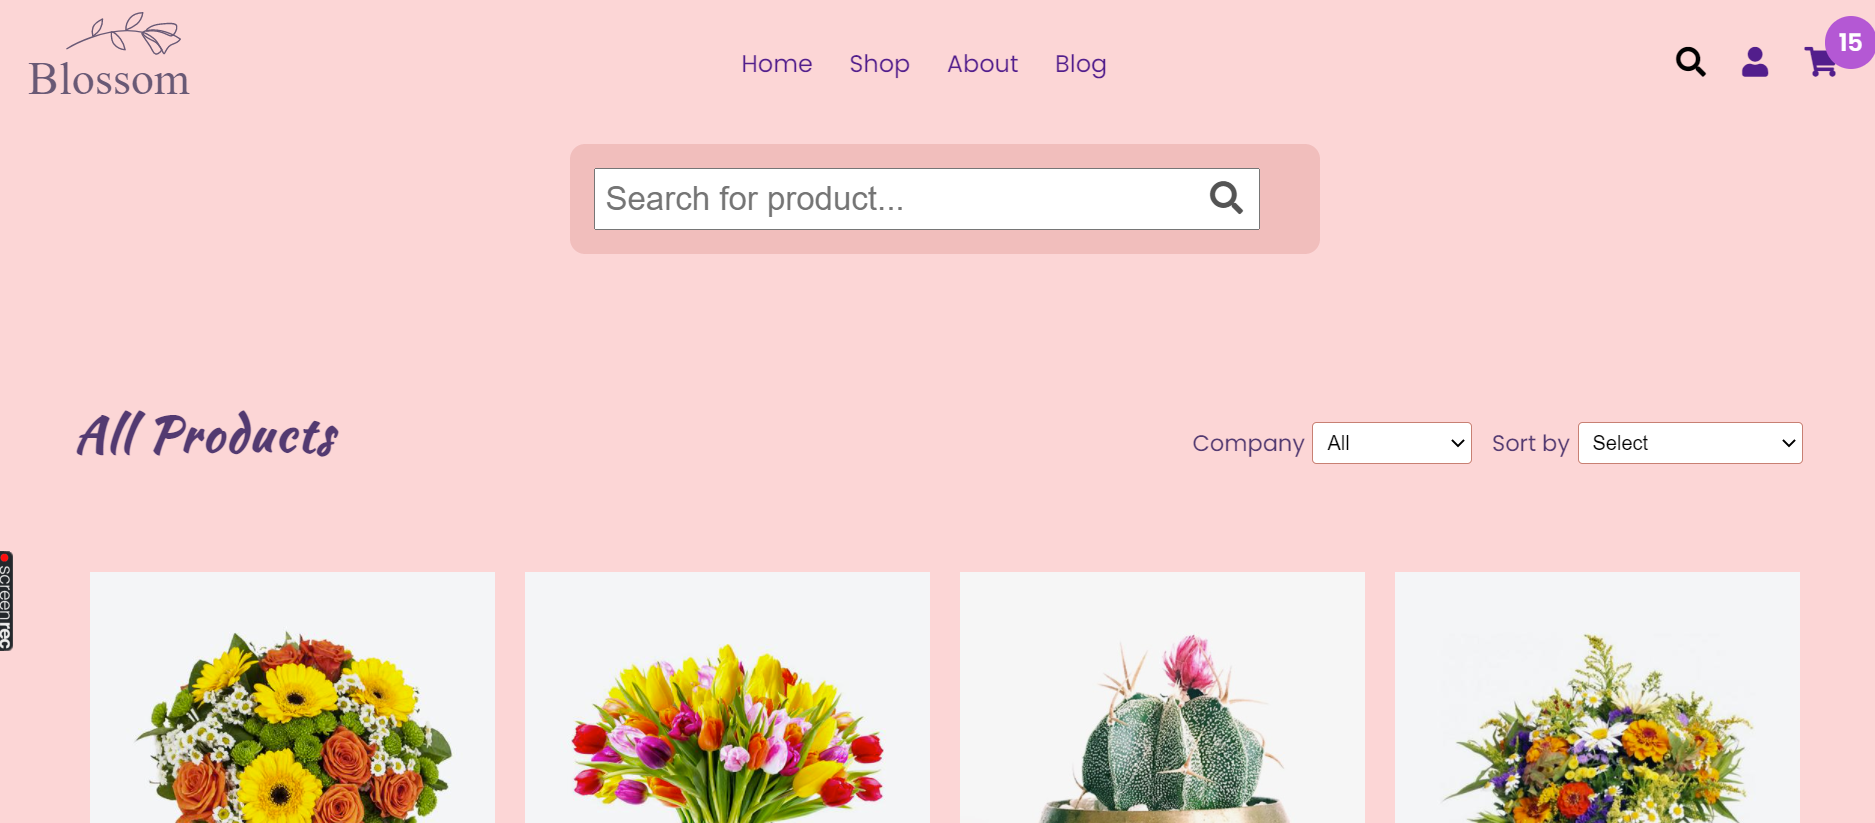 Blossom
Home Shop About Blog
15
Search for product...
All Products
Company All Sort by Select
screenrec